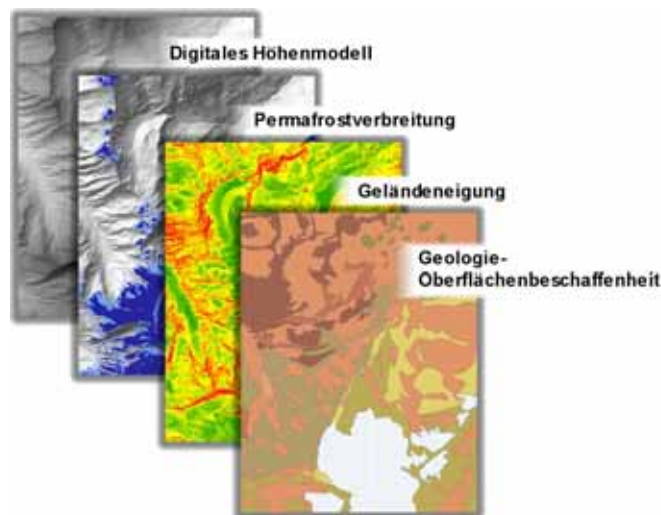 Digitales Höhenmodell
Permafrostverbreitung
Geländeneigung
Geologie-
Oberflächenbeschaffenheit